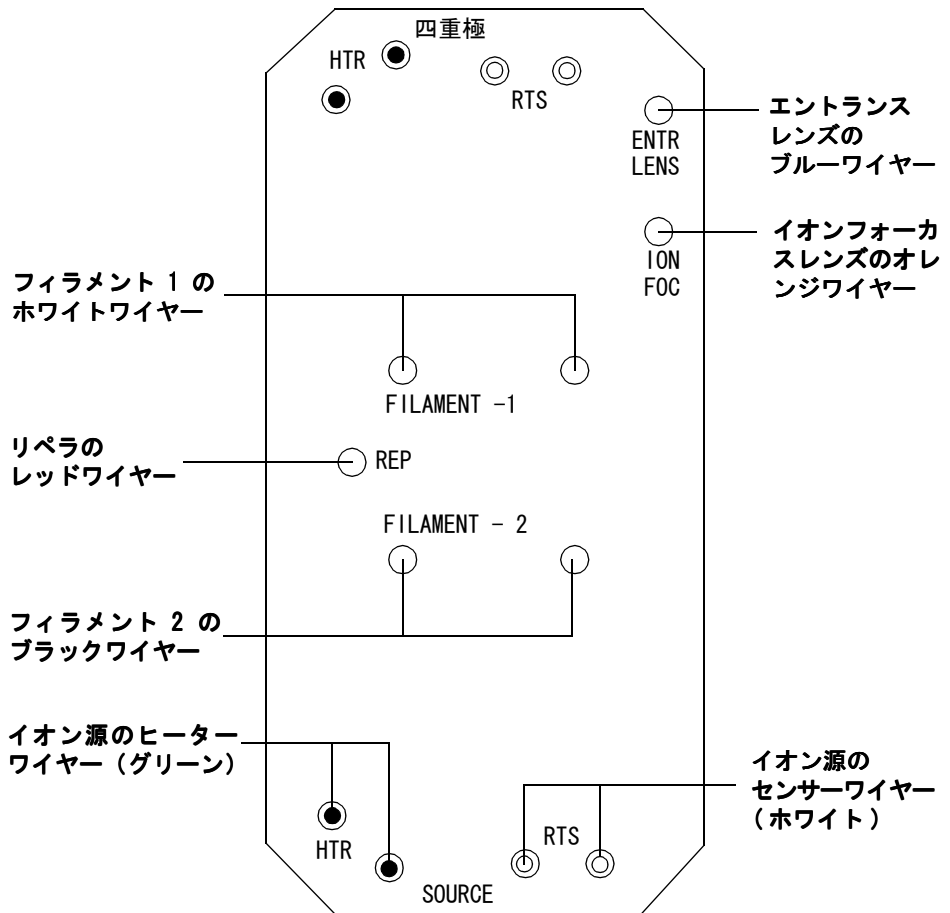 四重極
HTR
RTS
エントランス
レンズの
ブルーワイヤー
ENTR
LENS
イオンフォーカ
スレンズのオレ
ンジワイヤー
ION
FOC
フィラメント 1 の
ホワイトワイヤー
FILAMENT -1
リペラの
レッドワイヤー
REP
FILAMENT - 2
フィラメント 2 の
ブラックワイヤー
イオン源のヒーター
ワイヤー（グリーン）
イオン源の
センサーワイヤー
（ホワイト）
HTR
RTS
SOURCE